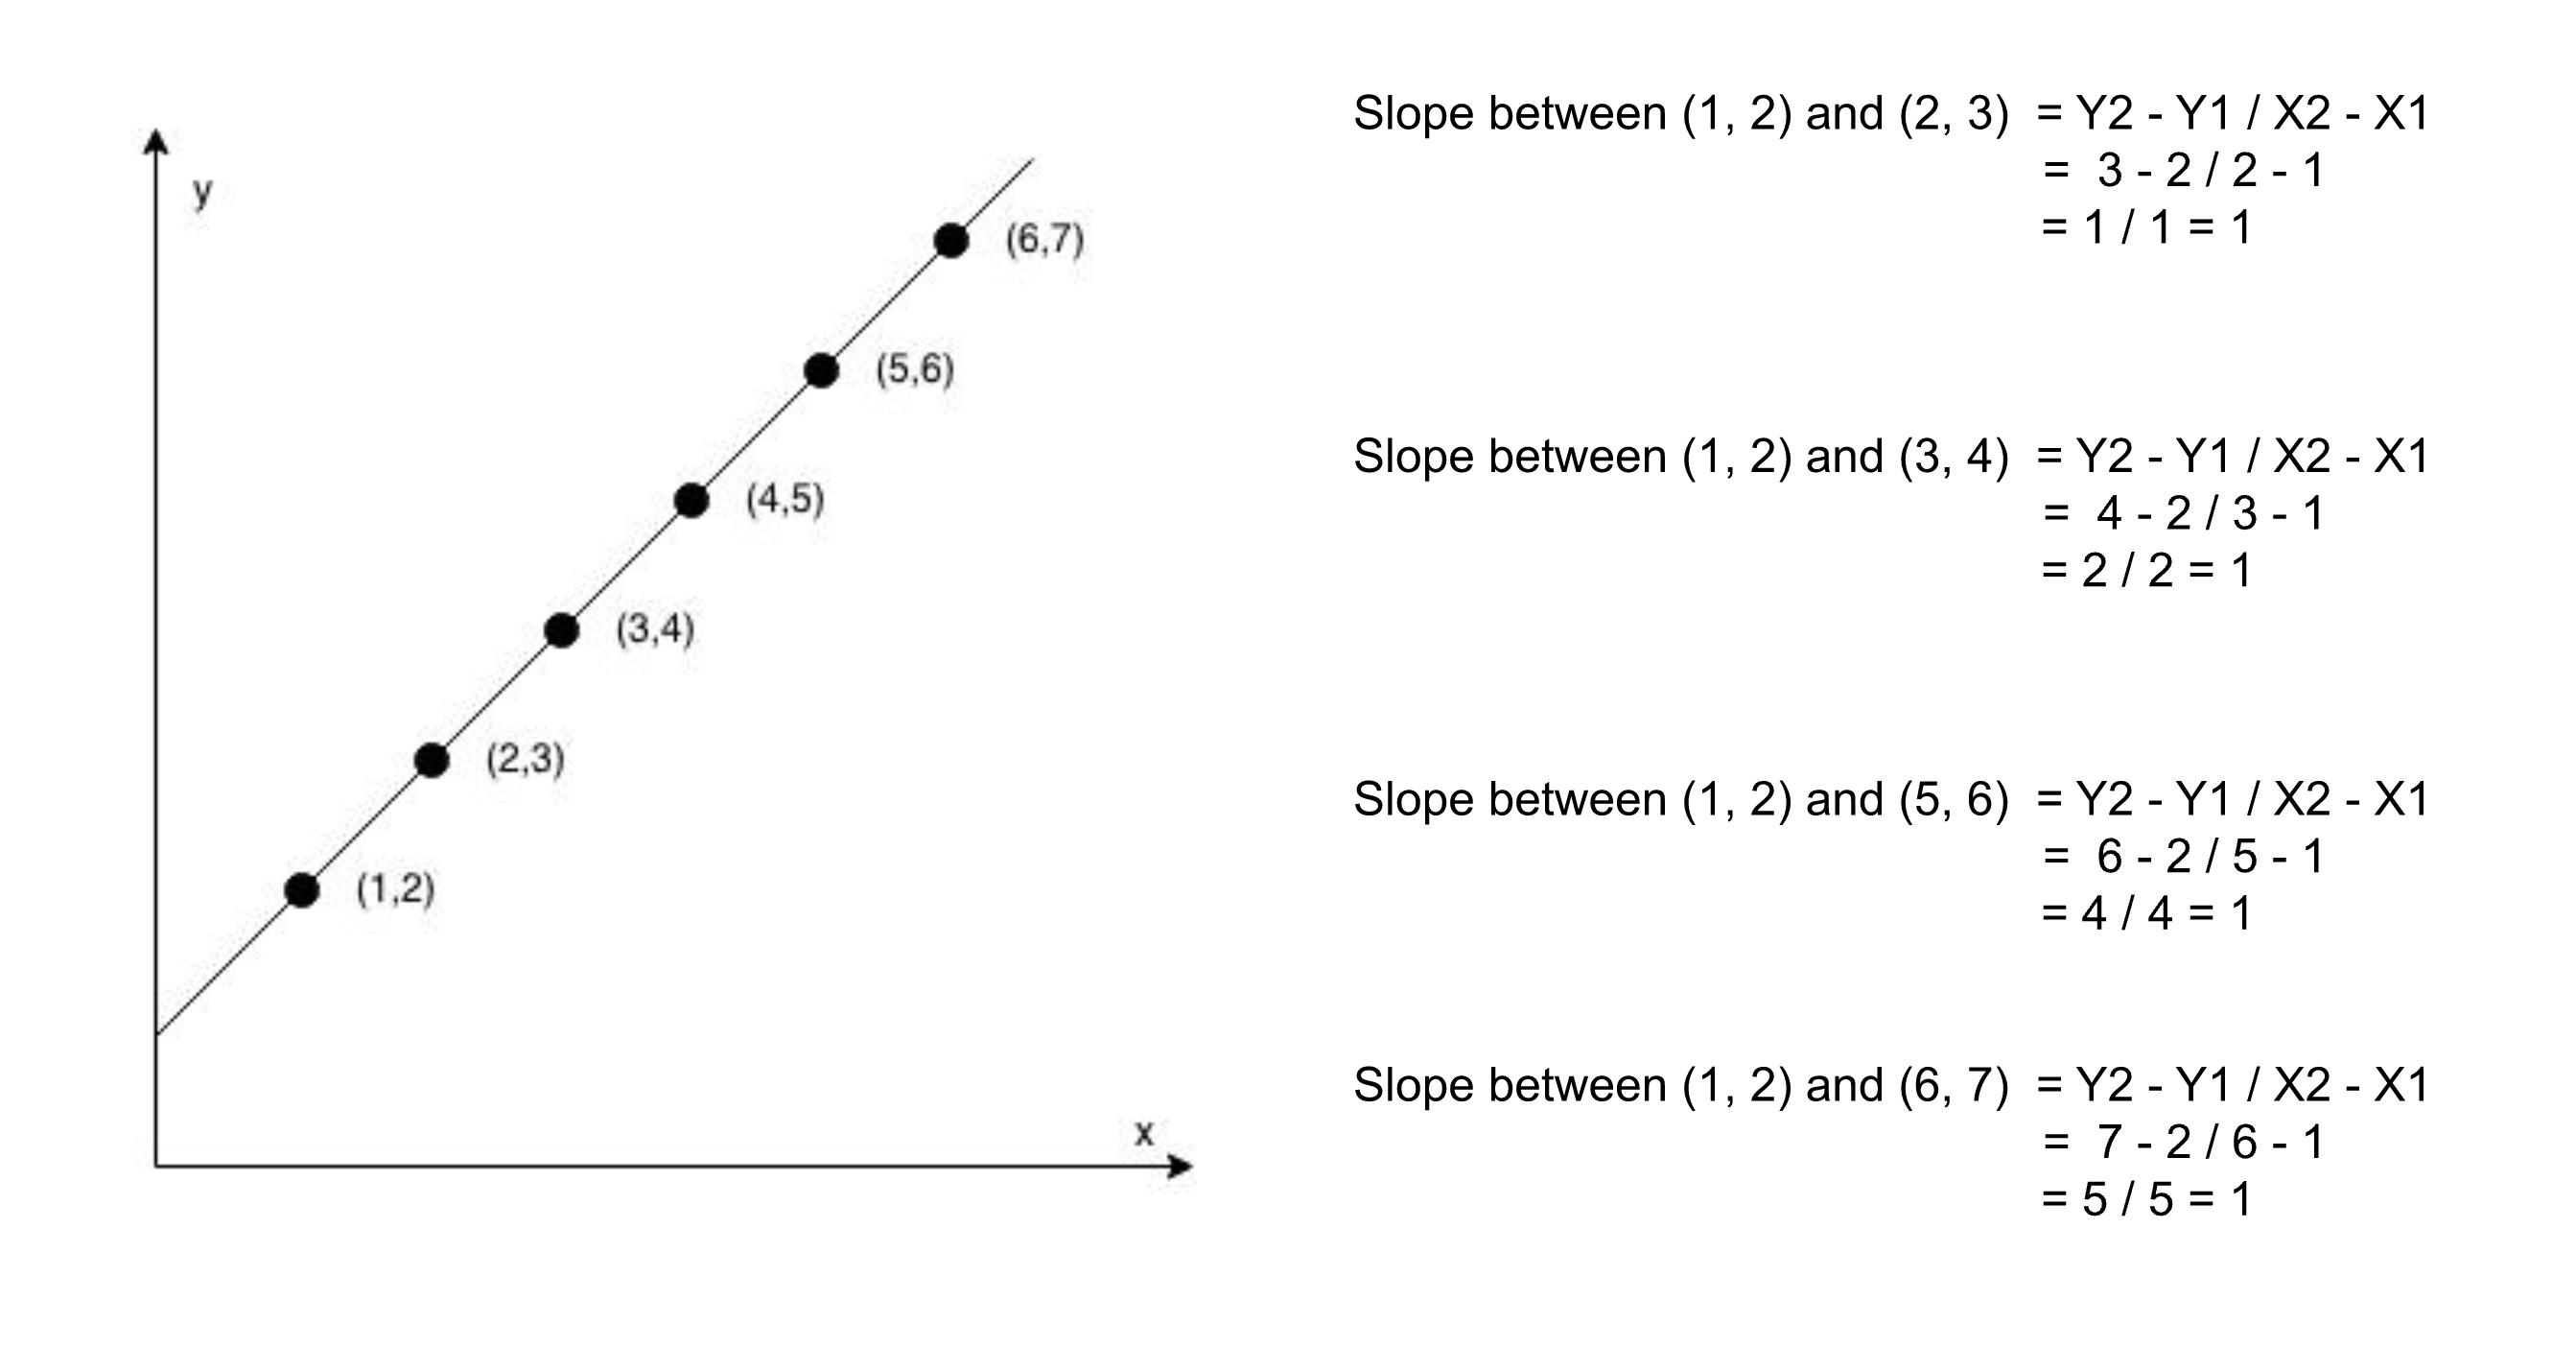 y
(6,7)
(5,6)
(4,5)
(3,4)
(2,3)
(1,2)
x
Slope between (1, 2) and (2, 3) = Y2 - Y1 / X2 - X1
= 3 - 2 / 2 - 1
= 1 / 1 = 1
Slope between (1, 2) and (3, 4) = Y2 - Y1 / X2 - X1
= 4 - 2 / 3 - 1
= 2 / 2 = 1
Slope between (1, 2) and (5, 6) = Y2 - Y1 / X2 - X1
= 6 - 2 / 5 - 1
= 4 / 4 = 1
Slope between (1, 2) and (6, 7) = Y2 - Y1 / X2 - X1
= 7 - 2 / 6 - 1
= 5 / 5 = 1